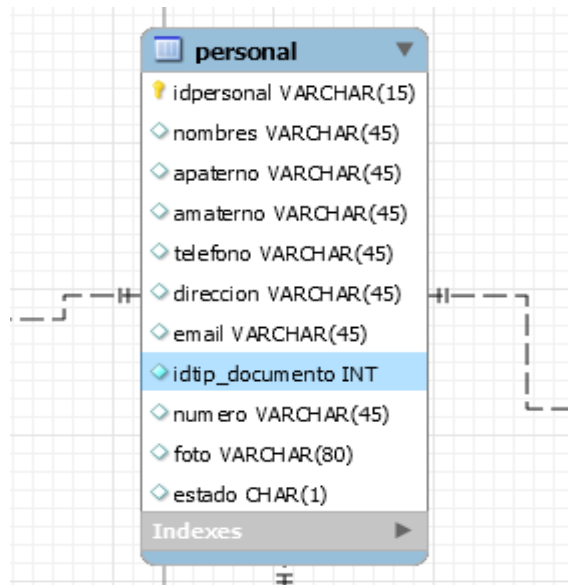 personal
idpersonal VARCHAR(15)
nombres VARCHAR(45)
apaterno VARCHAR(45)
amaterno VARCHAR(45)
telefono VARCHAR(45)
direccion VARCHAR(45)
email VARCHAR(45)
idtip_documento INT
numero VARCHAR(45)
foto VARCHAR(80)
estado CHAR(1)
Indexes